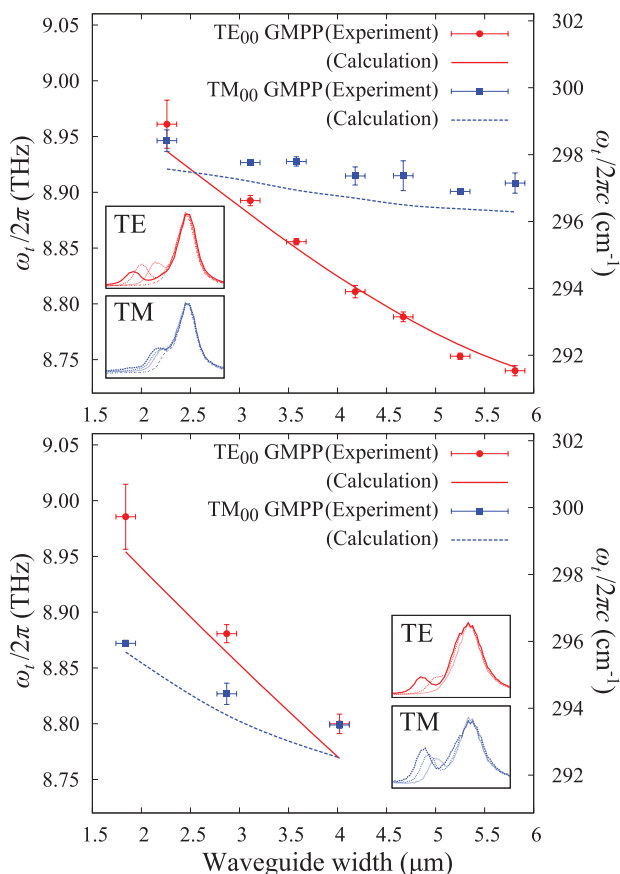 TE00 GMPP(Experiment)
(Calculation)
TM00 GMPP(Experiment)
(Calculation)
9.05
9.00
8.95
8.90
8.85
8.80
8.75
ωt/2π (THz)
302
300
298
296
294
292
ωt/2πc (cm-1)
TE
TM
1.5 2 2.5 3 3.5 4 4.5 5 5.5 6
TE00 GMPP(Experiment)
(Calculation)
TM00 GMPP(Experiment)
(Calculation)
9.05
9.00
8.95
8.90
8.85
8.80
8.75
ωt/2π (THz)
302
300
298
296
294
292
ωt/2πc (cm-1)
TE
TM
1.5 2 2.5 3 3.5 4 4.5 5 5.5 6
Waveguide width (μm)